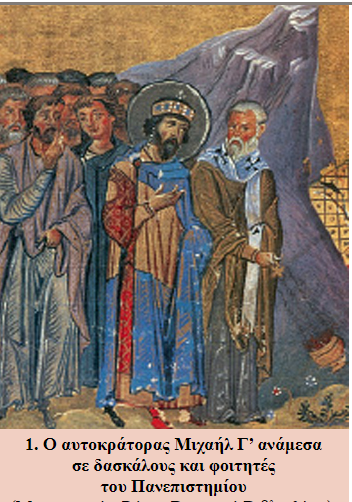 1. Ο αυτοκράτορας Μιχαήλ Γ’ ανάμεσα
σε δασκάλους και φοιτητές
του Πανεπιστημίου